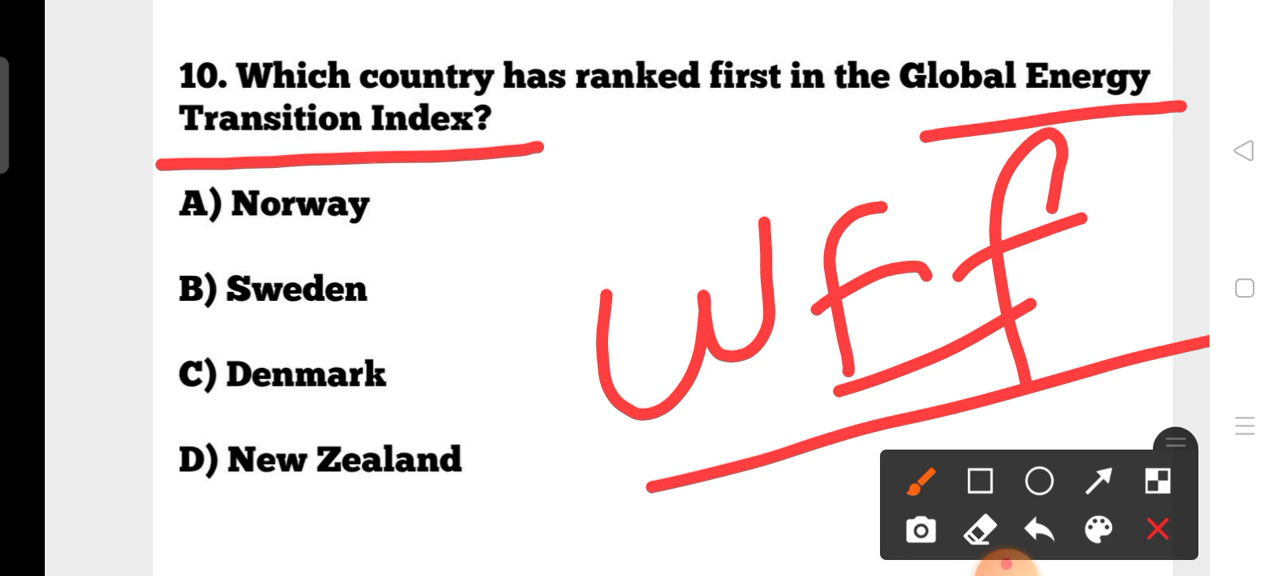 10. Which country has ranked first in the Global Energy
Transition Index?
A) Norway
B) Sweden
C) Denmark
D) New Zealand
WEF